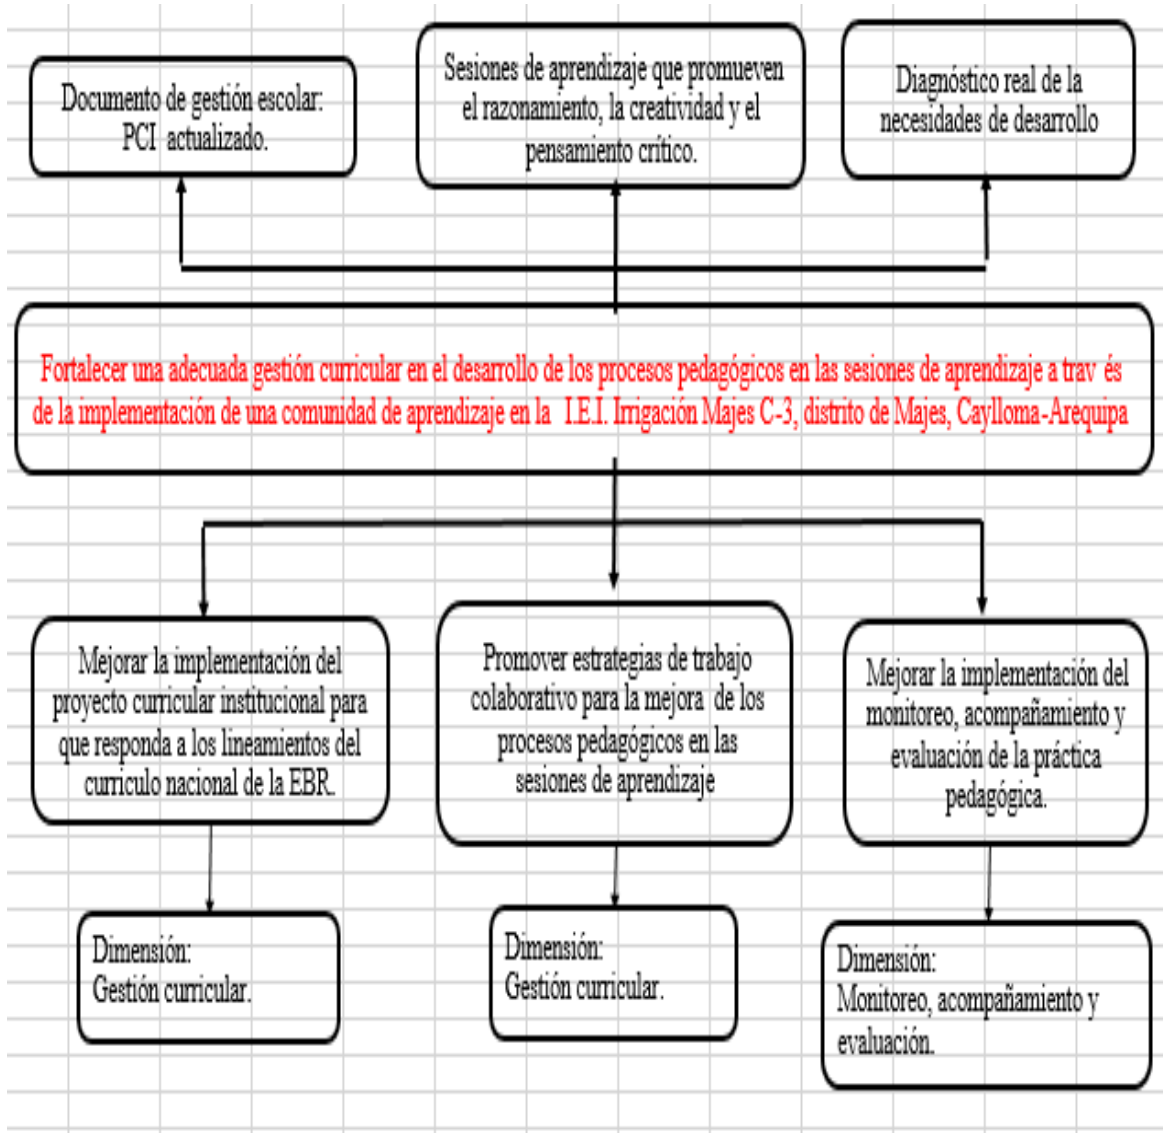 Documento de gestión escolar:
PCI actualizado.
Sesiones de aprendizaje que promueven
el razonamiento, la creatividad y el
pensamiento crítico.
Diagnóstico real de la
necesidades de desarrollo
Fortalecer una adecuada gestión curricular en el desarrollo de los procesos pedagógicos en las sesiones de aprendizaje a trav és
de la implementación de una comunidad de aprendizaje en la I.E.I. Irrigación Majes C-3, distrito de Majes, Caylloma-Arequipa
Mejorar la implementación del
proyecto curricular institucional para
que responda a los lineamientos del
curriculo nacional de la EBR.
Promover estrategias de trabajo
colaborativo para la mejora de los
procesos pedagógicos en las
sesiones de aprendizaje
Mejorar la implementación del
monitoreo, acompañamiento y
evaluación de la práctica
pedagógica.
Dimensión:
Gestión curricular.
Dimensión:
Gestión curricular.
Dimensión:
Monitoreo, acompañamiento y
evaluación.